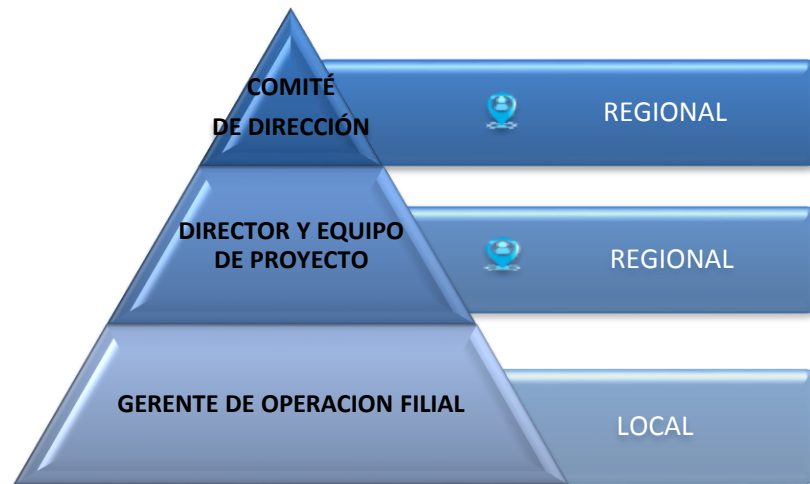 COMITÉ
DE DIRECCIÓN
REGIONAL
DIRECTOR Y EQUIPO
DE PROYECTO
REGIONAL
GERENTE DE OPERACION FILIAL
LOCAL